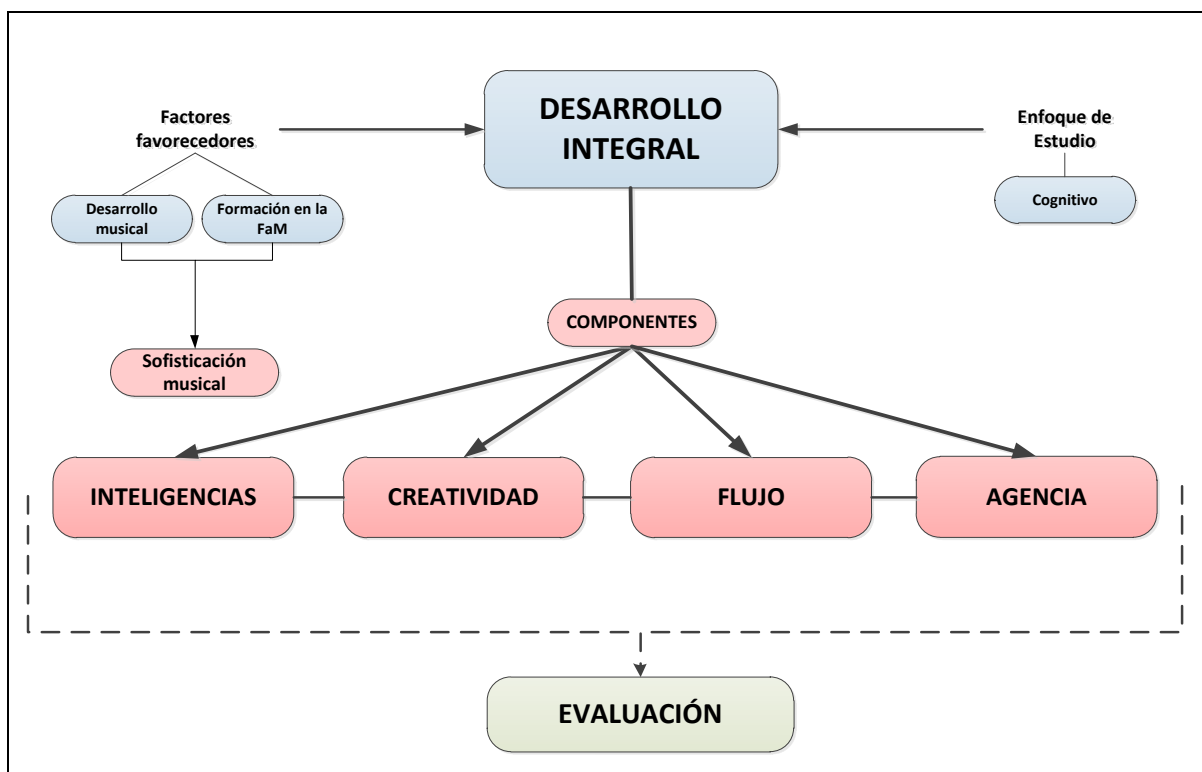 DESARROLLO
INTEGRAL
Factores
favorecedores
Enfoque de
Estudio
Desarrollo
musical
Formación en la
FaM
Cognitivo
COMPONENTES
Sofisticación
musical
INTELIGENCIAS
CREATIVIDAD
FLUJO
AGENCIA
EVALUACIÓN